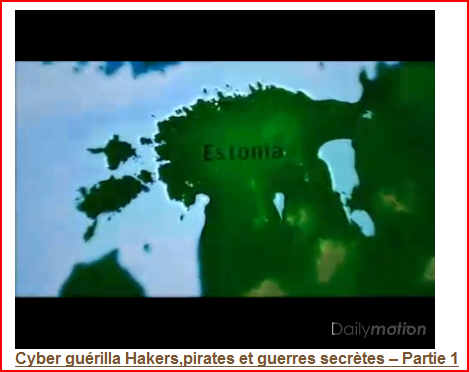 Estonia
Dailymotion
Cyber guérilla Hakers,pirates et guerres secrètes – Partie 1